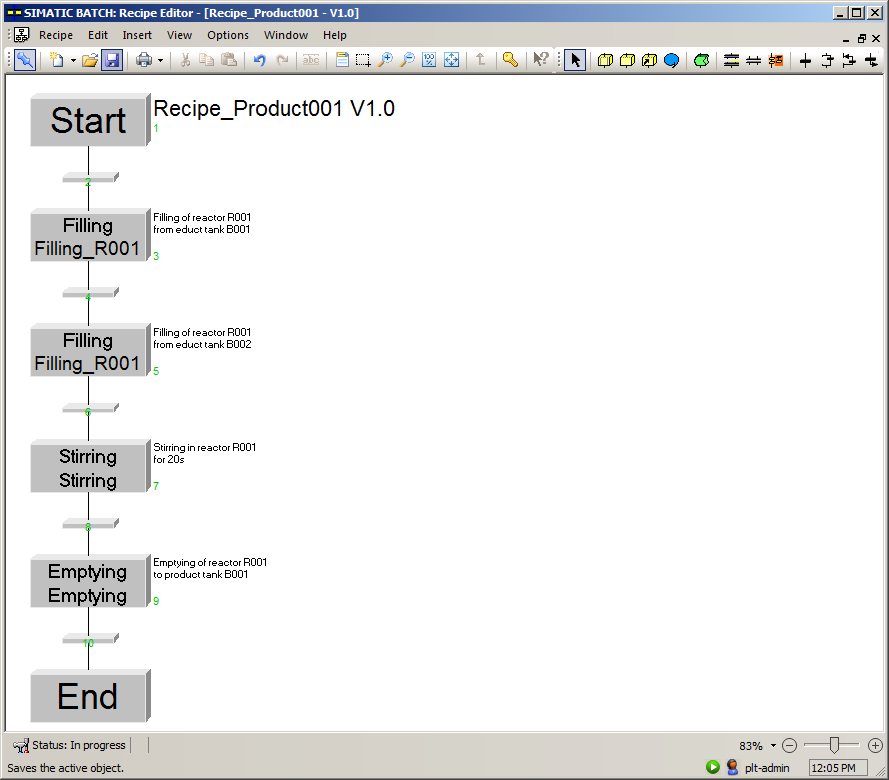 SIMATIC BATCH: Recipe Editor - [Recipe_Product001 - V1.0]
Recipe Edit Insert View Options Window Help
abc 100%
Start
Recipe_Product001 V1.0
1
2
Filling
Filling_R001
Filling of reactor R001
from educt tank B001
3
4
Filling
Filling_R001
Filling of reactor R001
from educt tank B002
5
6
Stirring
Stirring
Stirring in reactor R001
for 20s
7
8
Emptying
Emptying
Emptying of reactor R001
to product tank B001
9
10
End
Status: In progress
83%
Saves the active object.
plt-admin
12:05 PM